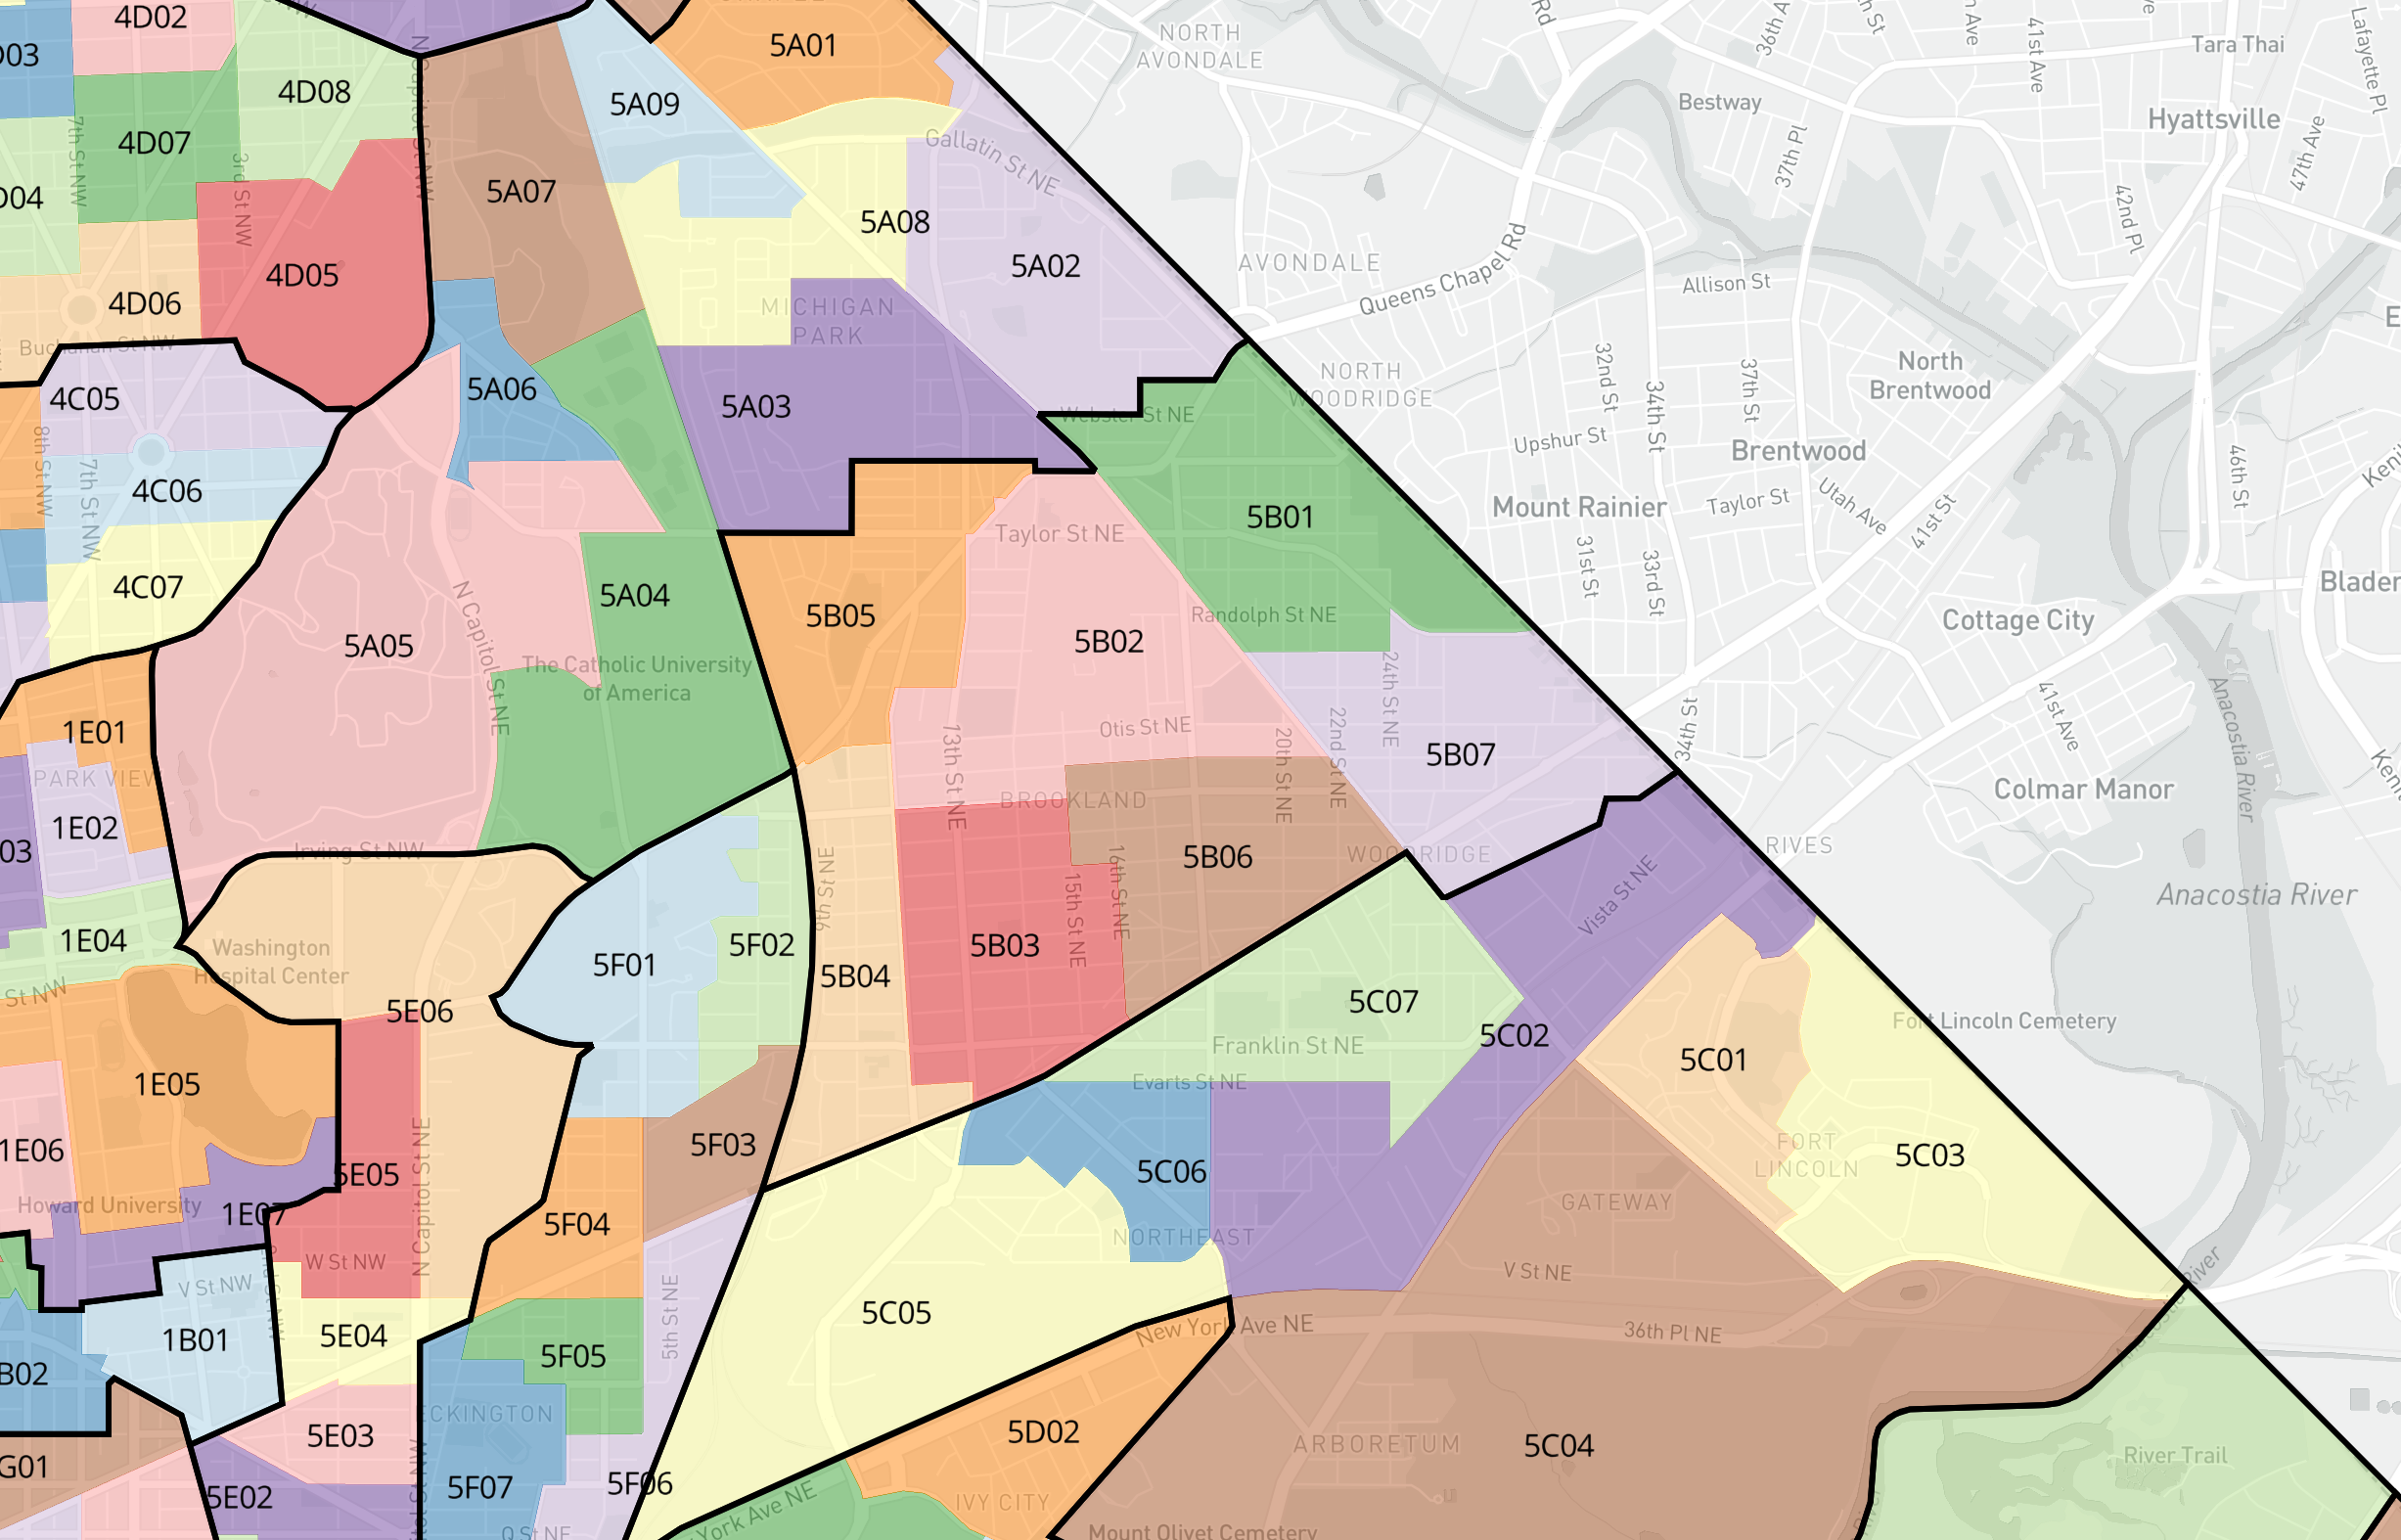 4D02
5A01
NORTH
AVONDALE
Tara Thai
D03
4D08
5A09
Bestway
Hyattsville
4D07
Gallatin St NE
37th Pl
47th Ave
41st Ave
42nd Pl
7th St NW
3rd St NW
N Capitol St NW
5A07
D04
5A08
4D05
5A02
AVONDALE
Queens Chapel Rd
Allison St
4D06
MICHIGAN
PARK
Buchanan St NW
4C05
5A06
5A03
NORTH
WOODRIDGE
Webster St NE
32nd St
34th St
37th St
North
Brentwood
Upshur St
Brentwood
8th St NW
7th St NW
4C06
5B01
Mount Rainier
Taylor St
Utah Ave
41st St
46th St
Taylor St NE
4C07
5A04
5B05
31st St
33rd St
Randolph St NE
5B02
Cottage City
5A05
N Capitol St NE
The Catholic University
of America
24th St NE
22nd St NE
20th St NE
13th St NE
Otis St NE
34th St
41st Ave
Anacostia River
1E01
5B07
PARK VIEW
BROOKLAND
Colmar Manor
1E02
03
Irving St NW
5B06
WOODRIDGE
9th St NE
15th St NE
16th St NE
Vista St NE
Anacostia River
1E04
Washington
Hospital Center
5F01
5F02
5B03
5B04
St NW
5E06
5C07
5C02
Fort Lincoln Cemetery
Franklin St NE
5C01
1E05
Evarts St NE
1E06
5E05
N Capitol St NE
5F03
5C06
FORT
LINCOLN
5C03
Howard University
1E07
5F04
GATEWAY
NORTHEAST
W St NW
V St NW
V St NE
5th St NE
5C05
New York Ave NE
36th Pl NE
1B01
5E04
5F05
B02
ECKINGTON
5E03
5D02
ARBORETUM
5C04
River Trail
G01
5E02
5F07
5F06
IVY CITY
York Ave NE
Q St NE
Mount Olivet Cemetery